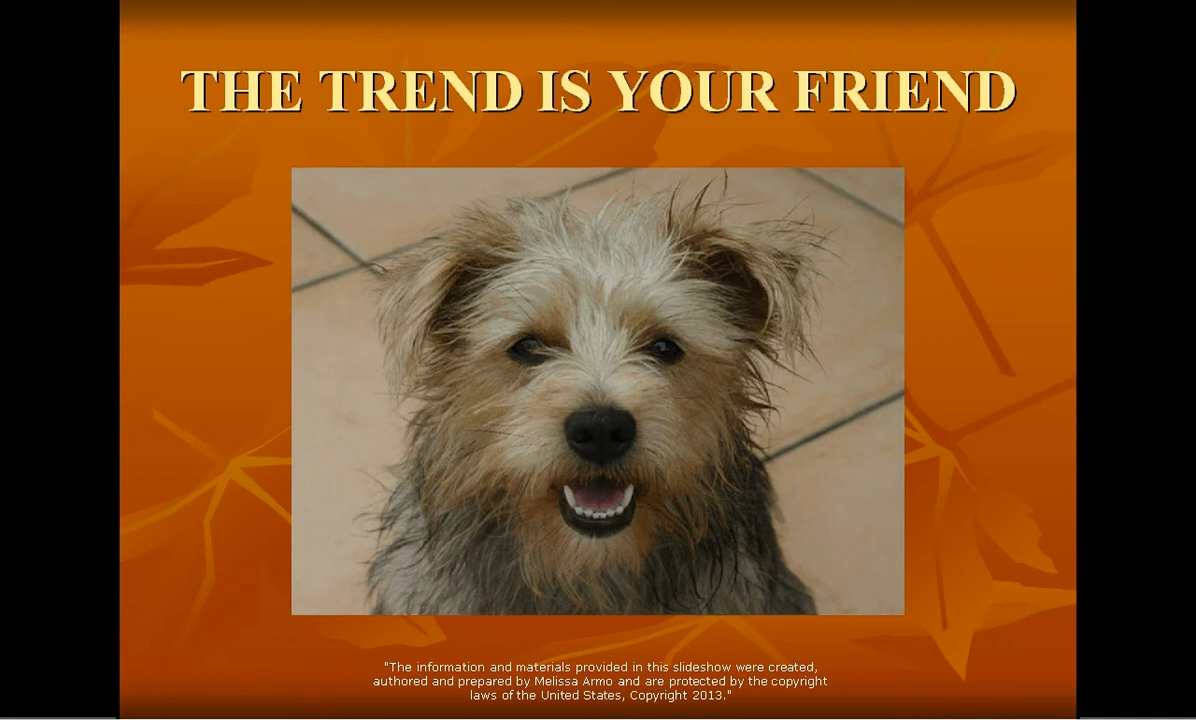 THE TREND IS YOUR FRIEND
"The information and materials provided in this slideshow were created,
authored and prepared by Melissa Armo and are protected by the copyright
laws of the United States, Copyright 2013."